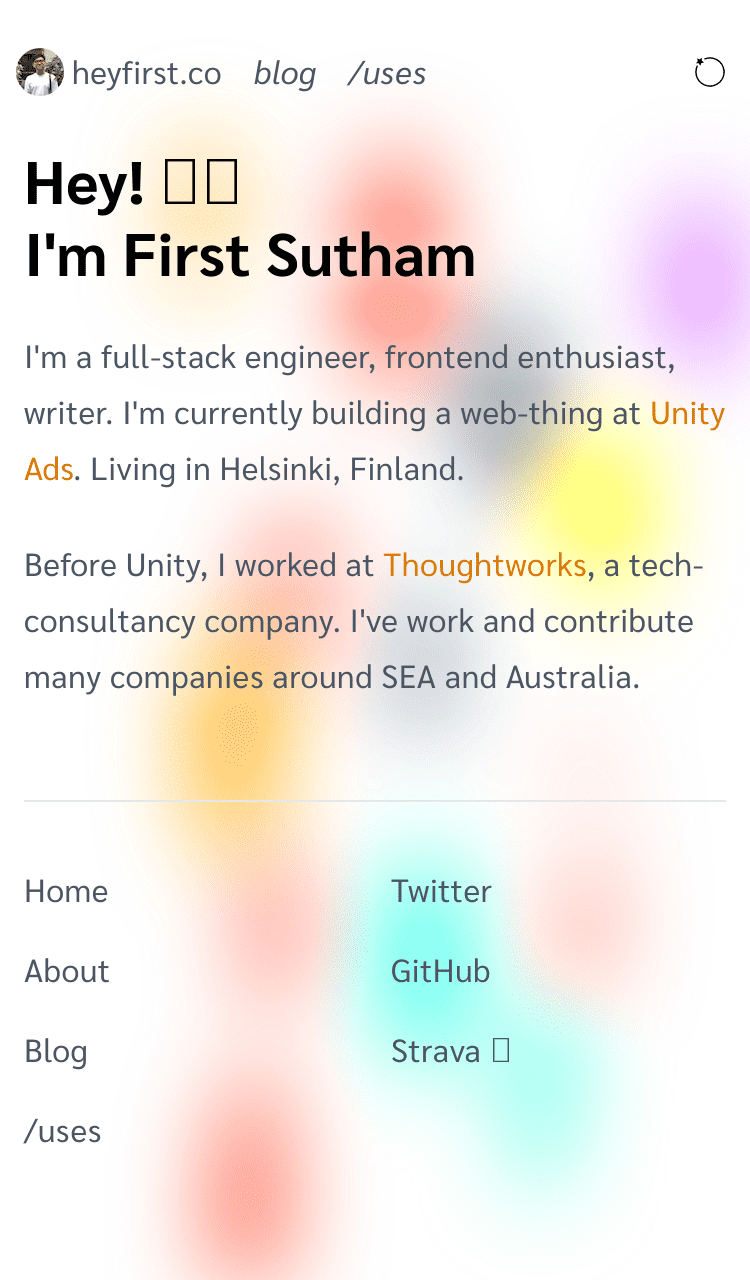 heyfirst.co blog /uses
Hey!
I'm First Sutham
I'm a full-stack engineer, frontend enthusiast,
writer. I'm currently building a web-thing at Unity
Ads. Living in Helsinki, Finland.
Before Unity, I worked at Thoughtworks, a tech-
consultancy company. I've work and contribute
many companies around SEA and Australia.
Home
Twitter
About
GitHub
Blog
Strava
/uses